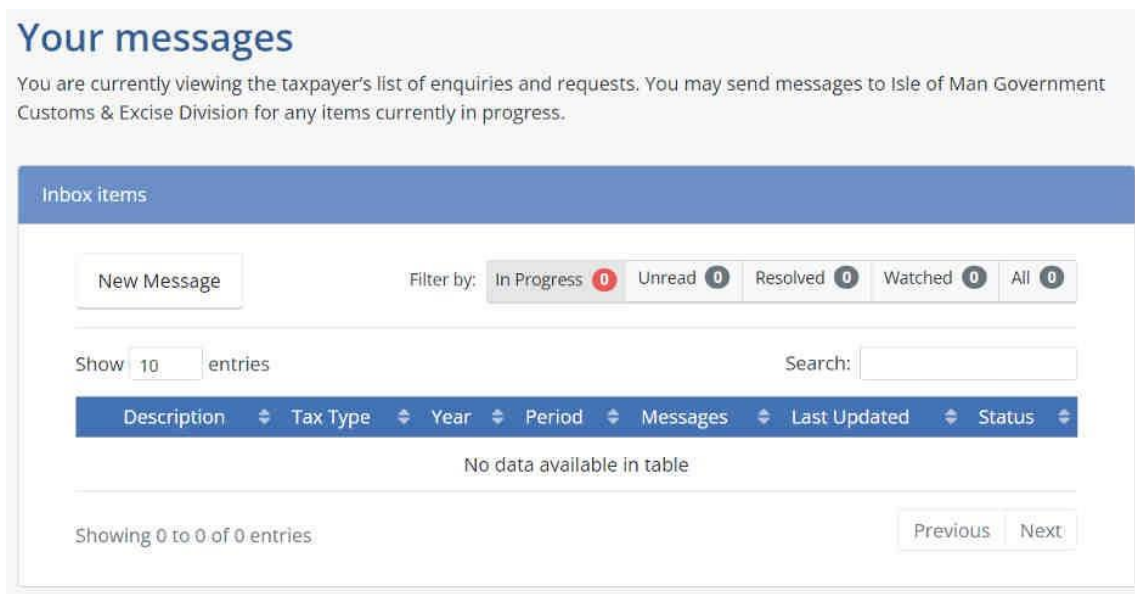 Your messages
You are currently viewing the taxpayer's list of enquiries and requests. You may send messages to Isle of Man Government
Customs & Excise Division for any items currently in progress.
Inbox items
New Message
Filter by: In Progress 0 Unread 0 Resolved 0 Watched 0 All 0
Show 10 entries
Search:
Description Tax Type Year Period Messages Last Updated Status
No data available in table
Showing 0 to 0 of 0 entries
Previous Next